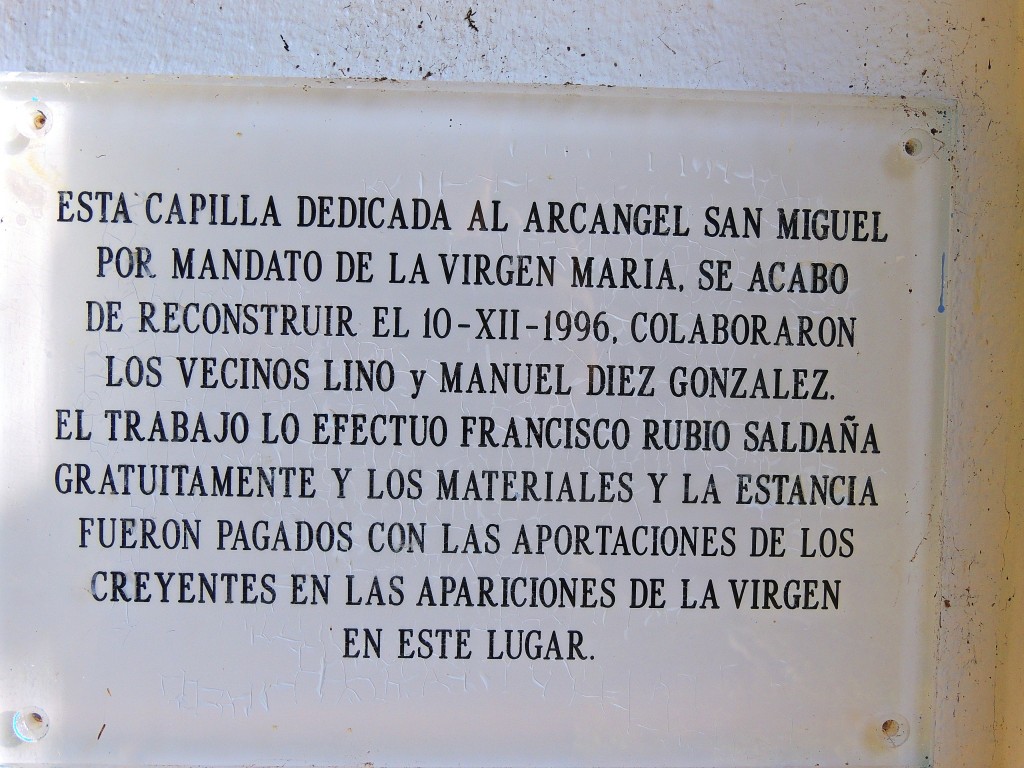 ESTA CAPILLA DEDICADA AL ARCANGEL SAN MIGUEL
POR MANDATO DE LA VIRGEN MARIA, SE ACABO
DE RECONSTRUIR EL 10-XII-1996, COLABORARON
LOS VECINOS LINO y MANUEL DIEZ GONZALEZ.
EL TRABAJO LO EFECTUO FRANCISCO RUBIO SALDAÑA
GRATUITAMENTE Y LOS MATERIALES Y LA ESTANCIA
FUERON PAGADOS CON LAS APORTACIONES DE LOS
CREYENTES EN LAS APARICIONES DE LA VIRGEN
EN ESTE LUGAR.